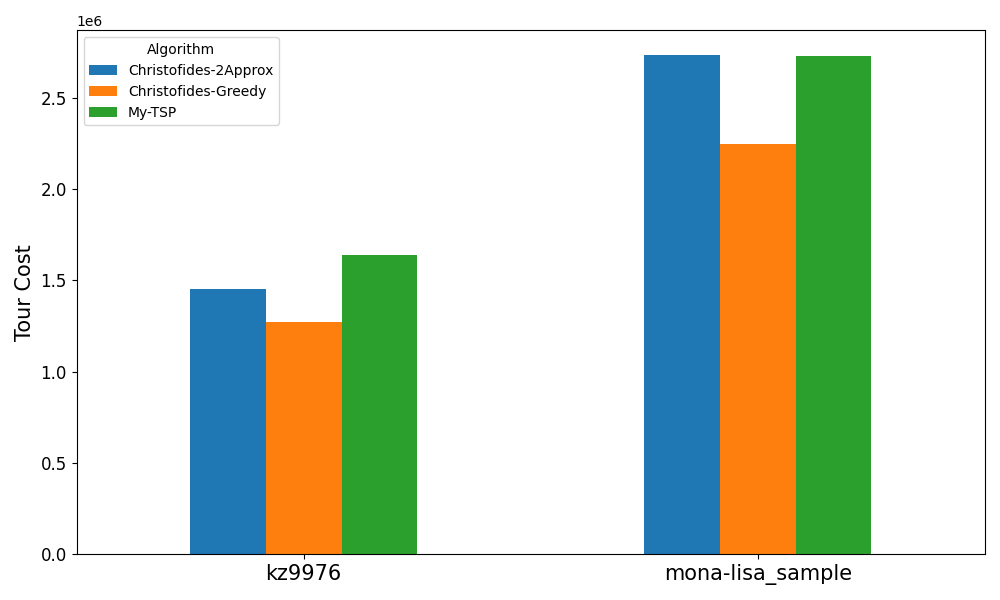 1e6
Algorithm
Christofides-2Approx
Christofides-Greedy
My-TSP
2.5
2.0
1.5
1.0
0.5
0.0
Tour Cost
kz9976
mona-lisa_sample